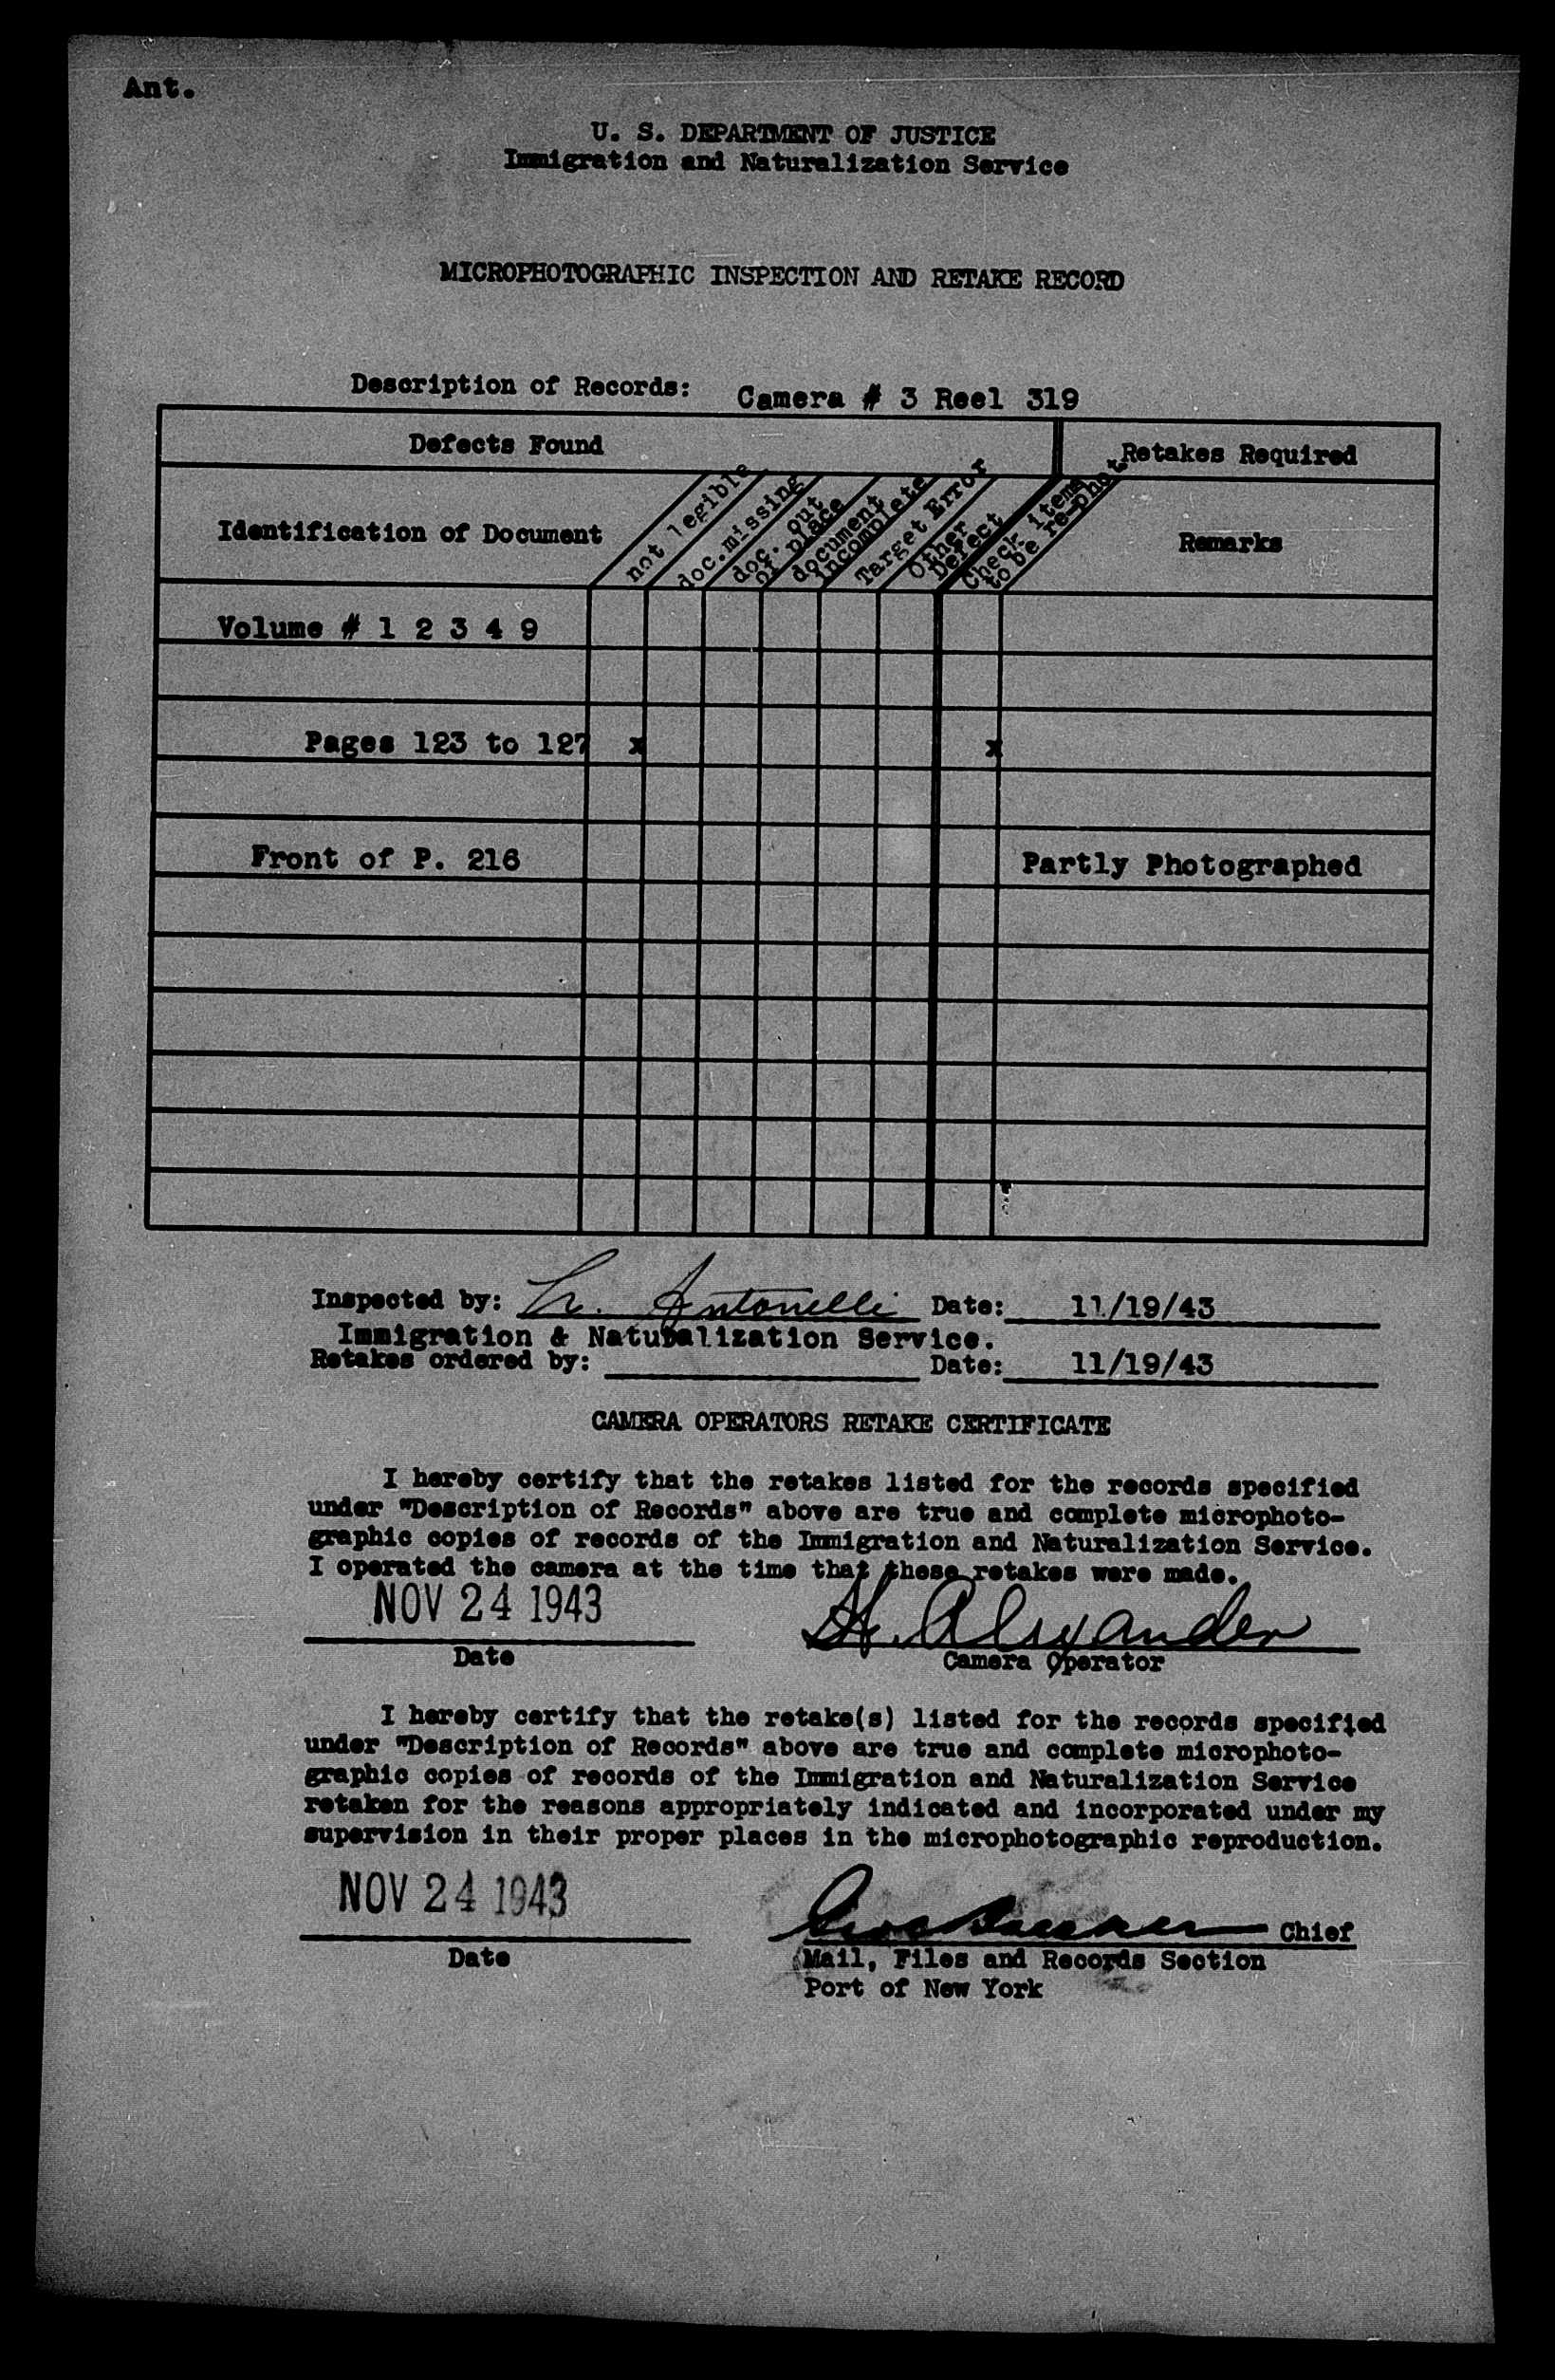 Ant.
U. S. DEPARTMENT OF JUSTICE
Immigration and Naturalization Service
MICROPHOTOGRAPHIC INSPECTION AND RETAKE RECORD
Description of Records: Camera # 3 Reel 319
Defects Found
Retakes Required
Identification of Document
not legible
doc.missing
doc. out
of place
document
incomplete
Target Error
Other
Defect
Check items
to be re-phot
Remarks
Volume # 1 2 3 4 9
Pages 123 to 127 x x
Front of P. 216 Partly Photographed
Inspected by: L. Antonelli Date: 11/19/43
Immigration & Naturalization Service.
Retakes ordered by: Date: 11/19/43
CAMERA OPERATORS RETAKE CERTIFICATE
I hereby certify that the retakes listed for the records specified
under "Description of Records" above are true and complete microphoto-
graphic copies of records of the Immigration and Naturalization Service.
I operated the camera at the time that these retakes were made.
NOV 24 1943 H. Alexander
Date Camera Operator
I hereby certify that the retake(s) listed for the records specified
under "Description of Records" above are true and complete microphoto-
graphic copies of records of the Immigration and Naturalization Service
retaken for the reasons appropriately indicated and incorporated under my
supervision in their proper places in the microphotographic reproduction.
NOV 24 1943 Chief
Date Mail, Files and Records Section
Port of New York